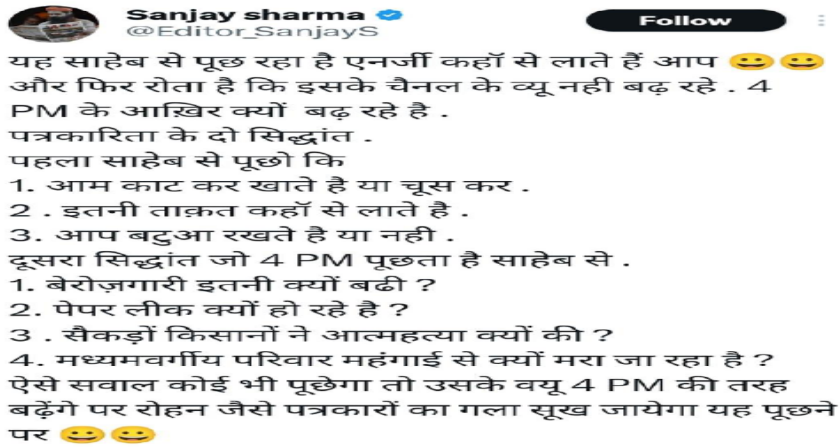 Sanjay sharma
Follow
@Editor_SanjayS
यह साहेब से पूछ रहा है एनर्जी कहाॅ से लाते हैं आप 😀😀
और फिर रोता है कि इसके चैनल के व्यू नही बढ़ रहे . 4
PM के आख़िर क्यों बढ़ रहे है .
पत्रकारिता के दो सिद्धांत .
पहला साहेब से पूछो कि
1. आम काट कर खाते है या चूस कर .
2 . इतनी ताक़त कहाॅ से लाते है .
3. आप बटुआ रखते है या नही .
दूसरा सिद्धांत जो 4 PM पूछता है साहेब से .
1. बेरोज़गारी इतनी क्यों बढी ?
2. पेपर लीक क्यों हो रहे है ?
3 . सैकड़ों किसानों ने आत्महत्या क्यों की ?
4. मध्यमवर्गीय परिवार महंगाई से क्यों मरा जा रहा है ?
ऐसे सवाल कोई भी पूछेगा तो उसके वयू 4 PM की तरह
बढ़ेंगे पर रोहन जैसे पत्रकारों का गला सूख जायेगा यह पूछने
पर 😀😀